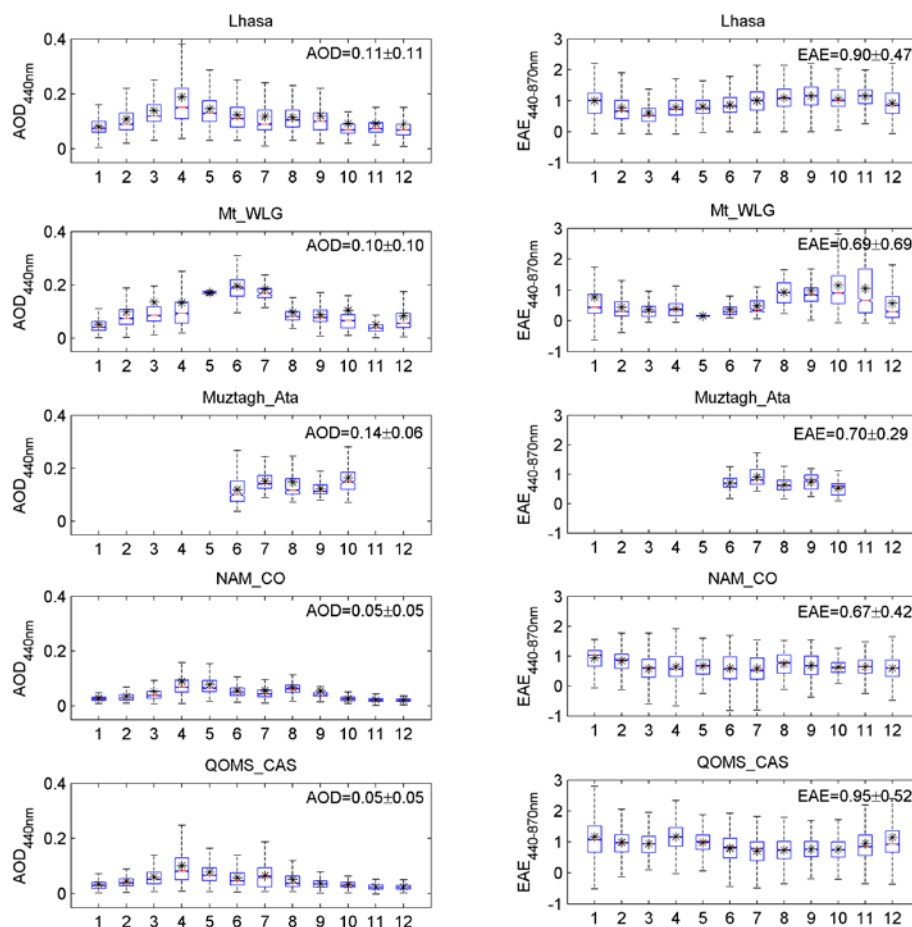 Lhasa
AOD=0.11±0.11
0.4
0.2
0
AOD440nm
1 2 3 4 5 6 7 8 9 10 11 12
Lhasa
EAE=0.90±0.47
3
2
1
0
-1
EAE440-870nm
1 2 3 4 5 6 7 8 9 10 11 12
Mt_WLG
AOD=0.10±0.10
0.4
0.2
0
AOD440nm
1 2 3 4 5 6 7 8 9 10 11 12
Mt_WLG
EAE=0.69±0.69
3
2
1
0
-1
EAE440-870nm
1 2 3 4 5 6 7 8 9 10 11 12
Muztagh_Ata
AOD=0.14±0.06
0.4
0.2
0
AOD440nm
1 2 3 4 5 6 7 8 9 10 11 12
Muztagh_Ata
EAE=0.70±0.29
3
2
1
0
-1
EAE440-870nm
1 2 3 4 5 6 7 8 9 10 11 12
NAM_CO
AOD=0.05±0.05
0.4
0.2
0
AOD440nm
1 2 3 4 5 6 7 8 9 10 11 12
NAM_CO
EAE=0.67±0.42
3
2
1
0
-1
EAE440-870nm
1 2 3 4 5 6 7 8 9 10 11 12
QOMS_CAS
AOD=0.05±0.05
0.4
0.2
0
AOD440nm
1 2 3 4 5 6 7 8 9 10 11 12
QOMS_CAS
EAE=0.95±0.52
3
2
1
0
-1
EAE440-870nm
1 2 3 4 5 6 7 8 9 10 11 12